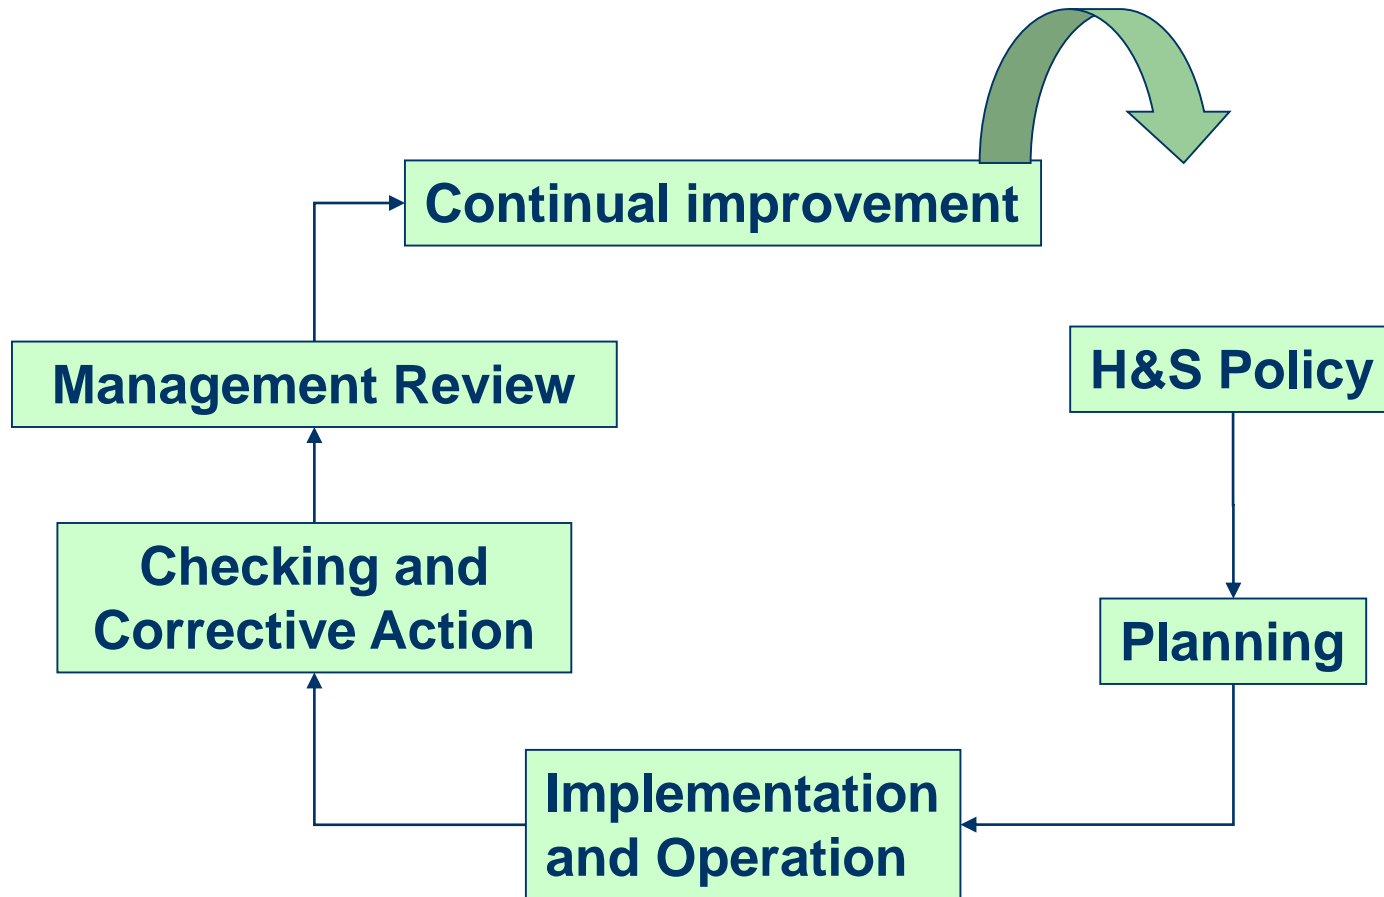 Continual improvement
H&S Policy
Management Review
Checking and
Corrective Action
Planning
Implementation
and Operation